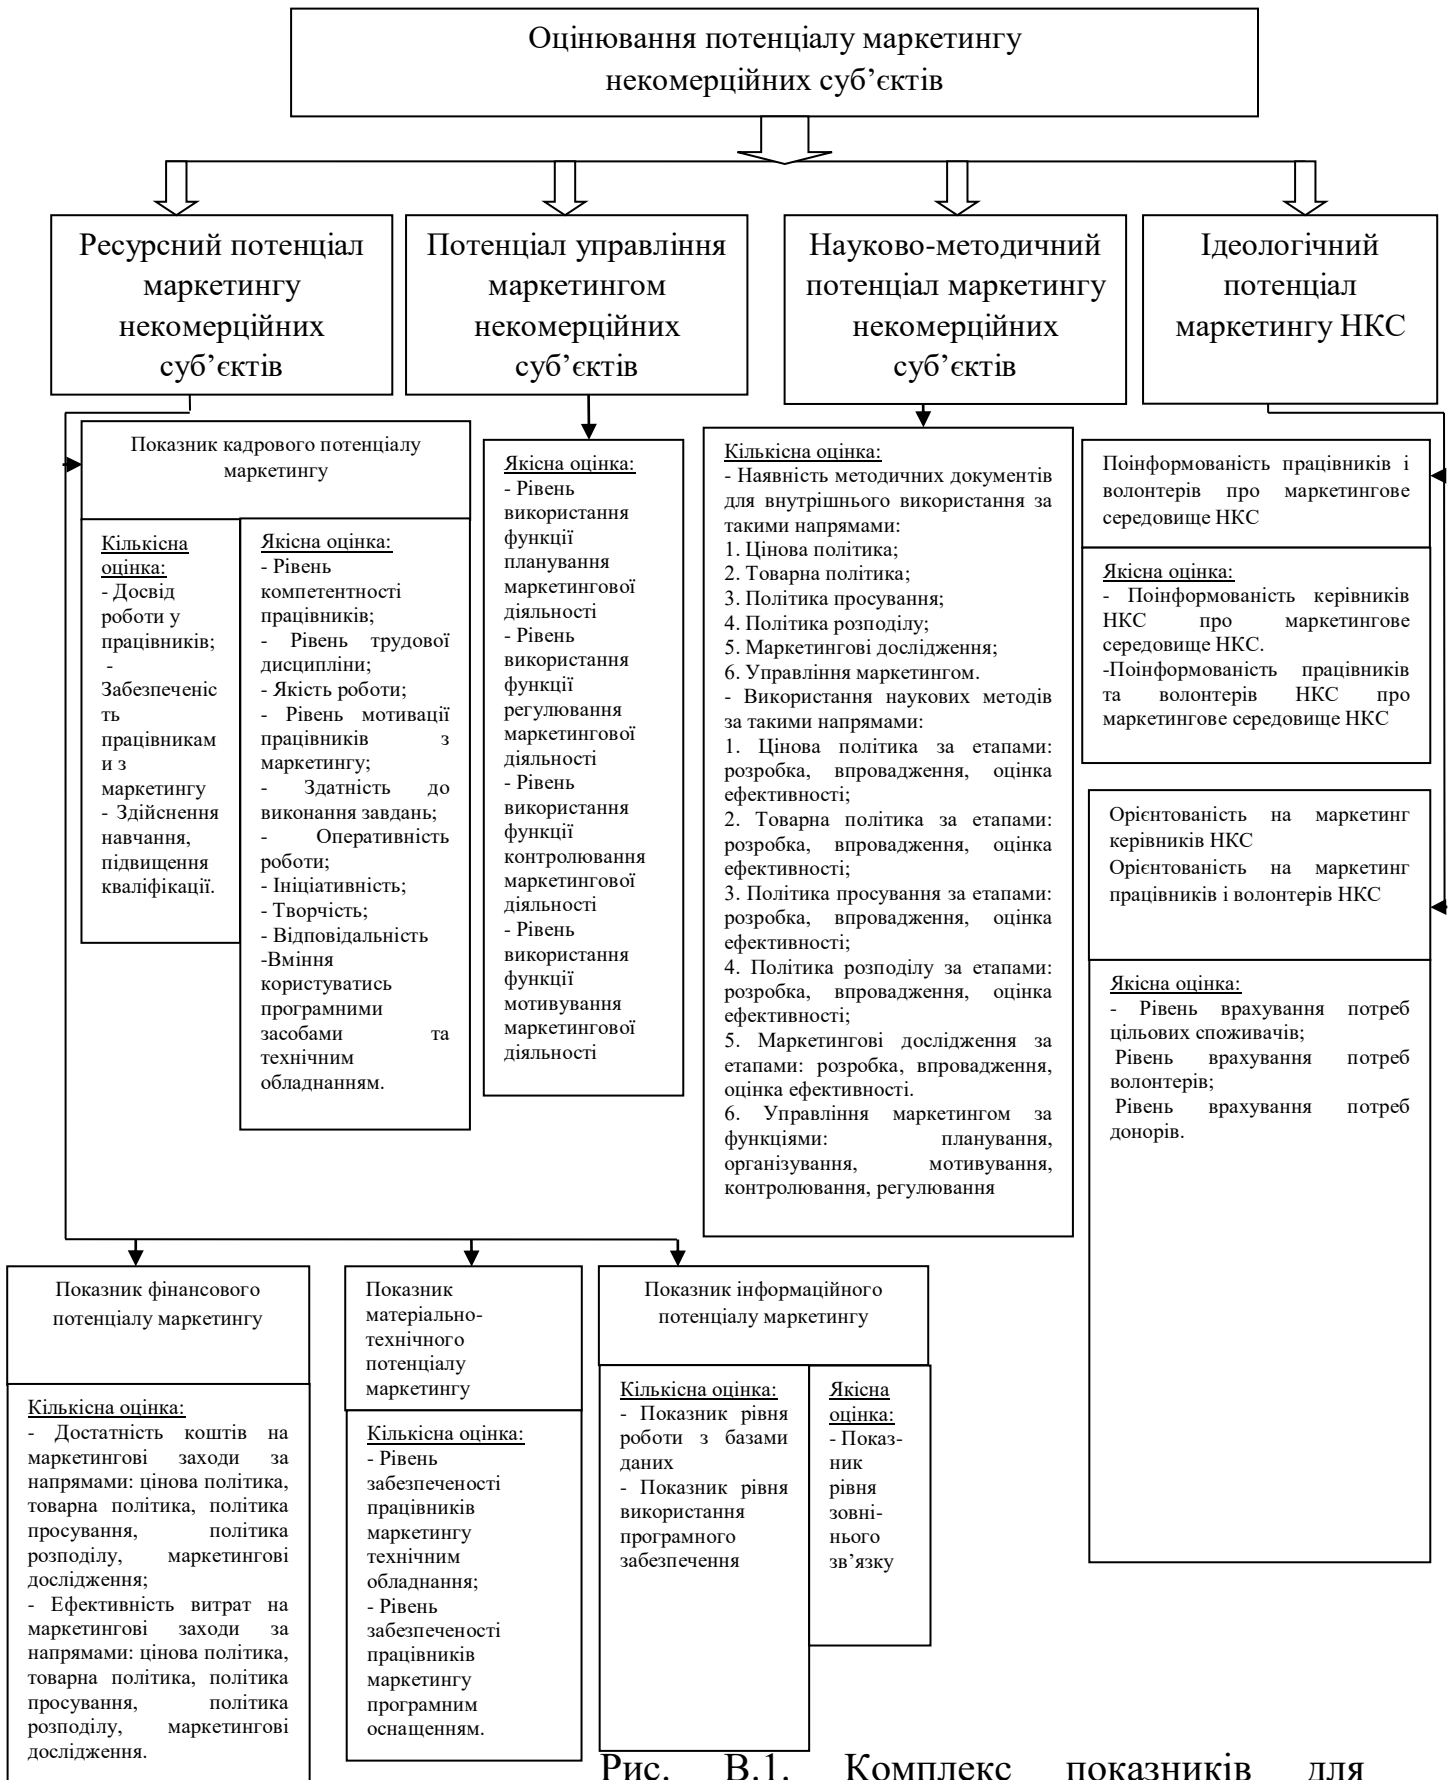 Оцінювання потенціалу маркетингу
некомерційних суб’єктів
Ресурсний потенціал
маркетингу
некомерційних
суб’єктів
Потенціал управління
маркетингом
некомерційних
суб’єктів
Науково-методичний
потенціал маркетингу
некомерційних
суб’єктів
Ідеологічний
потенціал
маркетингу НКС
Показник кадрового потенціалу
маркетингу
Кількісна
оцінка:
- Досвід
роботи у
працівників;
-
Забезпеченіс
ть
працівникам
и з
маркетингу
- Здійснення
навчання,
підвищення
кваліфікації.
Якісна оцінка:
- Рівень
компетентності
працівників;
- Рівень трудової
дисципліни;
- Якість роботи;
- Рівень мотивації
працівників з
маркетингу;
- Здатність до
виконання завдань;
- Оперативність
роботи;
- Ініціативність;
- Творчість;
- Відповідальність
-Вміння
користуватись
програмними
засобами та
технічним
обладнанням.
Якісна оцінка:
- Рівень
використання
функції
планування
маркетингової
діяльності
- Рівень
використання
функції
регулювання
маркетингової
діяльності
- Рівень
використання
функції
контролювання
маркетингової
діяльності
- Рівень
використання
функції
мотивування
маркетингової
діяльності
Кількісна оцінка:
- Наявність методичних документів
для внутрішнього використання за
такими напрямами:
1. Цінова політика;
2. Товарна політика;
3. Політика просування;
4. Політика розподілу;
5. Маркетингові дослідження;
6. Управління маркетингом.
- Використання наукових методів
за такими напрямами:
1. Цінова політика за етапами:
розробка, впровадження, оцінка
ефективності;
2. Товарна політика за етапами:
розробка, впровадження, оцінка
ефективності;
3. Політика просування за етапами:
розробка, впровадження, оцінка
ефективності;
4. Політика розподілу за етапами:
розробка, впровадження, оцінка
ефективності;
5. Маркетингові дослідження за
етапами: розробка, впровадження,
оцінка ефективності.
6. Управління маркетингом за
функціями: планування,
організування, мотивування,
контролювання, регулювання
Поінформованість працівників і
волонтерів про маркетингове
середовище НКС
Якісна оцінка:
- Поінформованість керівників
НКС про маркетингове
середовище НКС.
-Поінформованість працівників
та волонтерів НКС про
маркетингове середовище НКС
Орієнтованість на маркетинг
керівників НКС
Орієнтованість на маркетинг
працівників і волонтерів НКС
Якісна оцінка:
- Рівень врахування потреб
цільових споживачів;
Рівень врахування потреб
волонтерів;
Рівень врахування потреб
донорів.
Показник фінансового
потенціалу маркетингу
Кількісна оцінка:
- Достатність коштів на
маркетингові заходи за
напрямами: цінова політика,
товарна політика, політика
просування, політика
розподілу, маркетингові
дослідження;
- Ефективність витрат на
маркетингові заходи за
напрямами: цінова політика,
товарна політика, політика
просування, політика
розподілу, маркетингові
дослідження.
Показник
матеріально-
технічного
потенціалу
маркетингу
Кількісна оцінка:
- Рівень
забезпеченості
працівників
маркетингу
технічним
обладнання;
- Рівень
забезпеченості
працівників
маркетингу
програмним
оснащенням.
Показник інформаційного
потенціалу маркетингу
Кількісна оцінка:
- Показник рівня
роботи з базами
даних
- Показник рівня
використання
програмного
забезпечення
Якісна
оцінка:
- Показ-
ник
рівня
зовні-
нього
зв’язку
Рис. В.1. Комплекс показників для